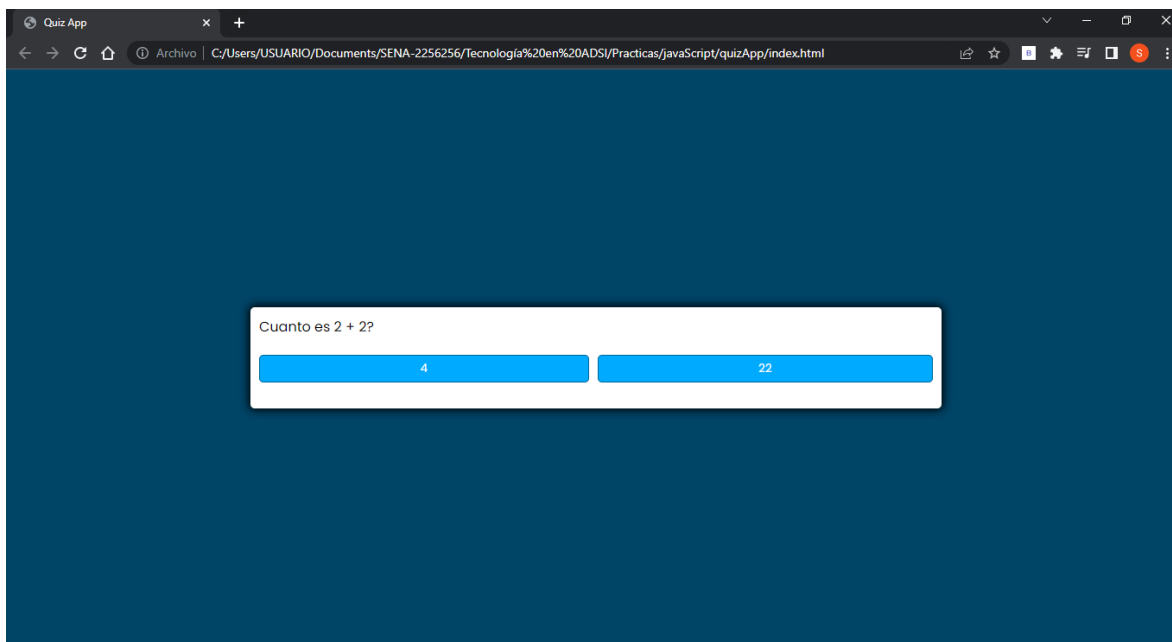 Quiz App
Archivo | C:/Users/USUARIO/Documents/SENA-2256256/Tecnología%20en%20ADSI/Practicas/javaScript/quizApp/index.html
B
S
Cuanto es 2 + 2?
4
22